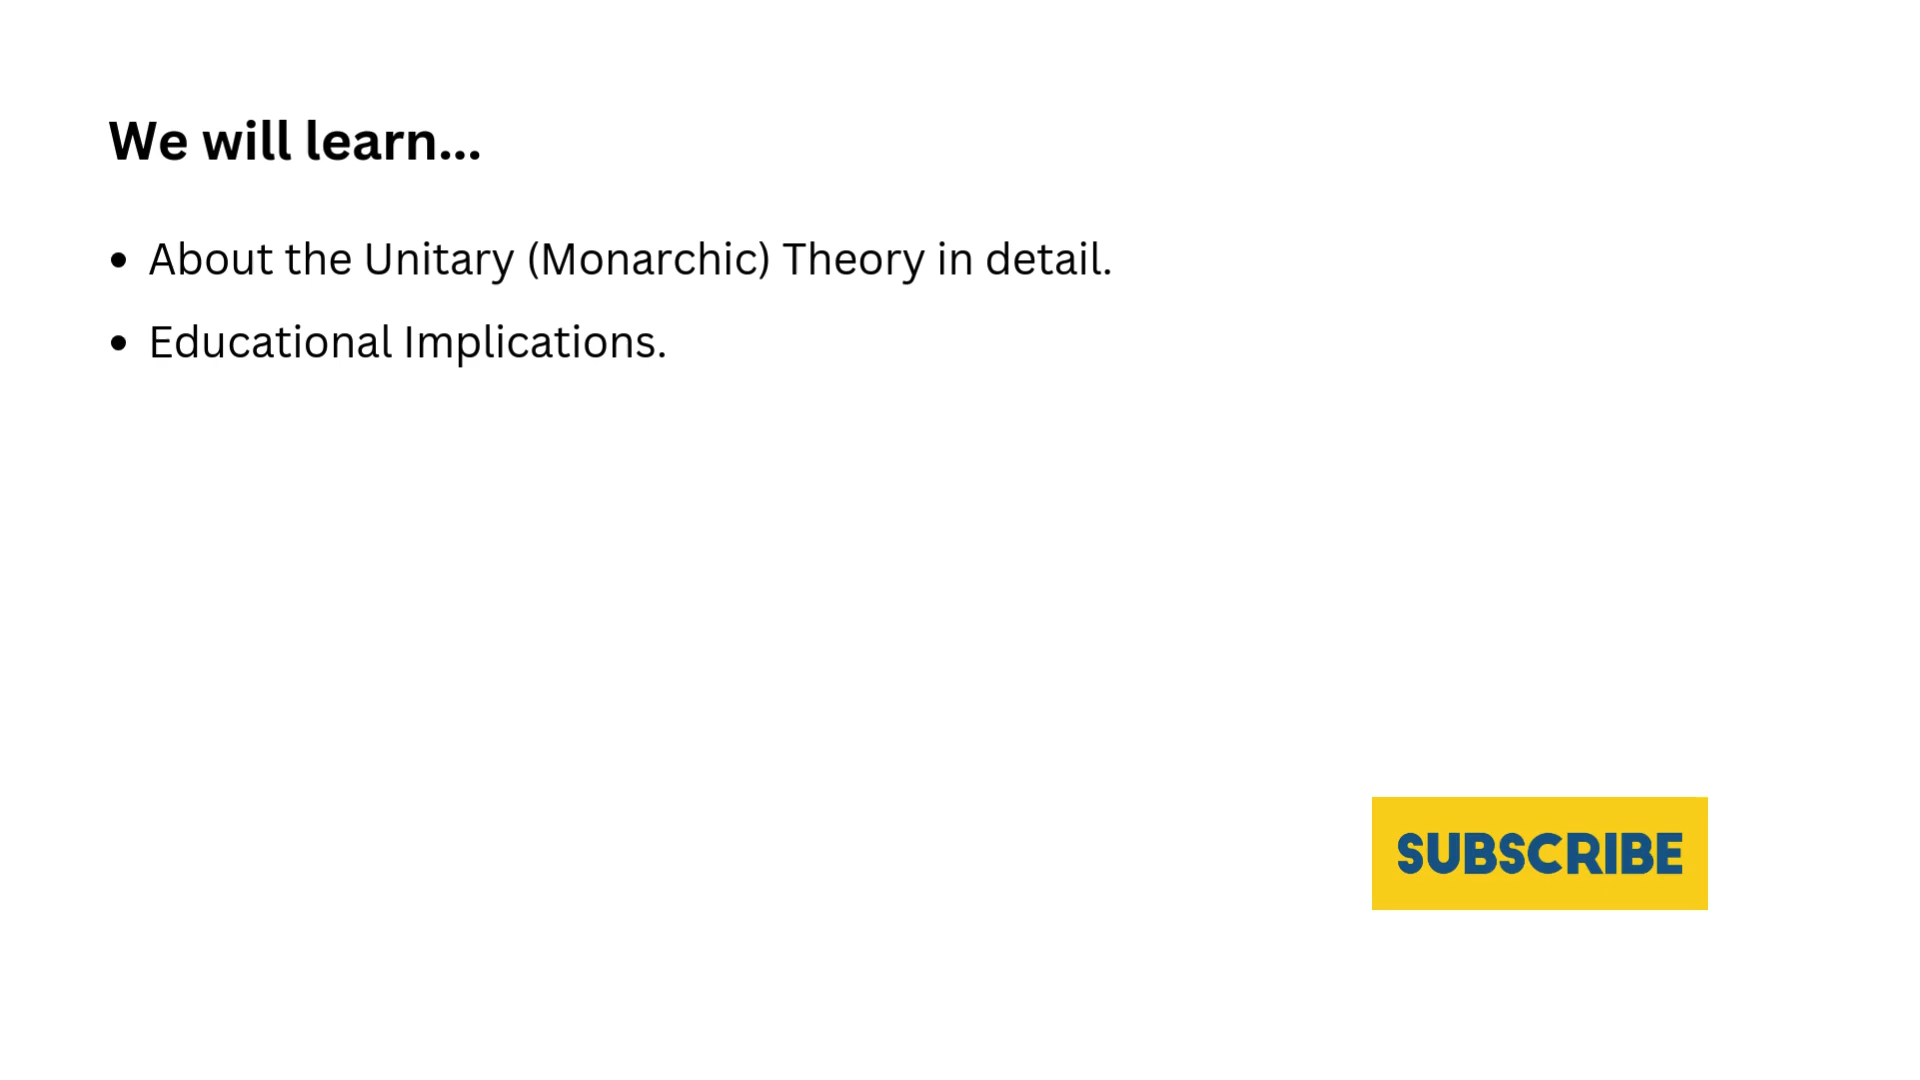 We will learn...
• About the Unitary (Monarchic) Theory in detail.
• Educational Implications.
SUBSCRIBE